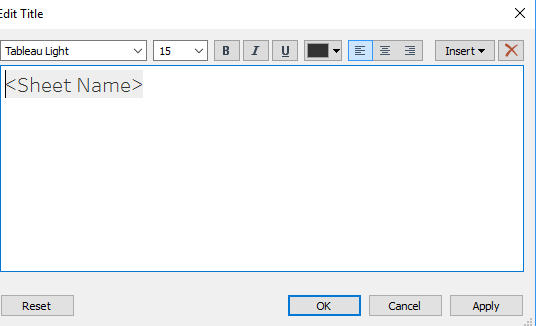 Edit Title
Tableau Light 15 B I U Insert
<Sheet Name>
Reset OK Cancel Apply